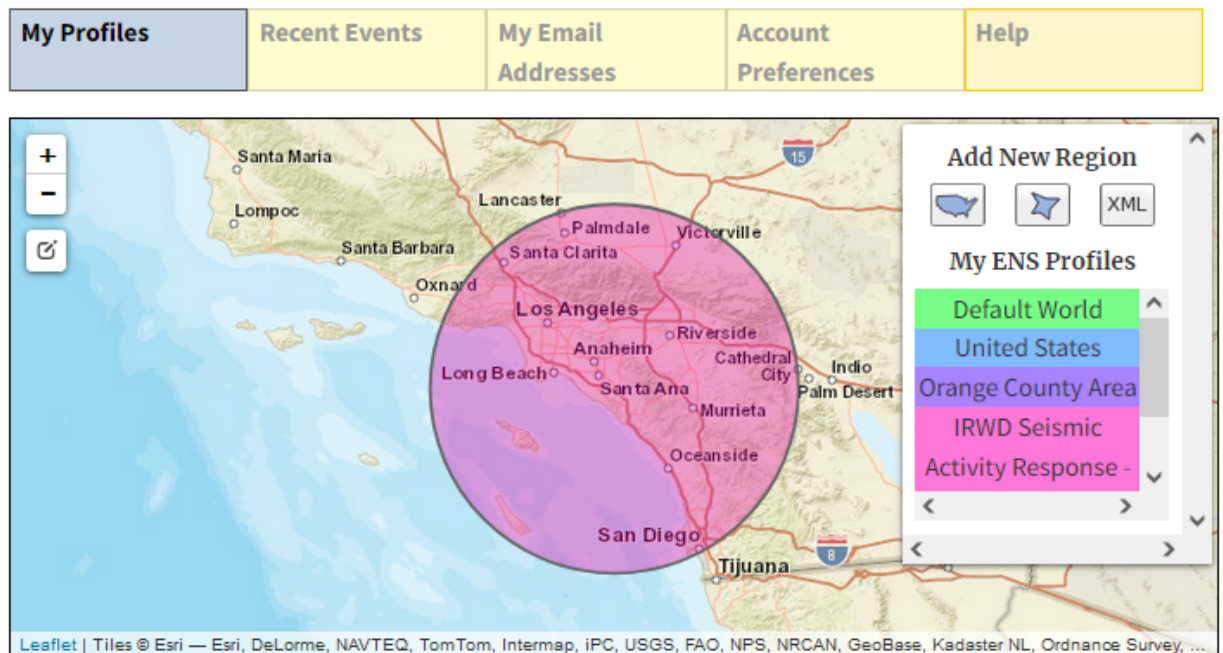 My Profiles
Recent Events
My Email
Addresses
Account
Preferences
Help
+
−
Santa Maria
Lompoc
Santa Barbara
Oxnard
Lancaster
Palmdale
Victorville
Santa Clarita
Los Angeles
Riverside
Anaheim
Cathedral
City
Indio
Long Beach
Santa Ana
Palm Desert
Murrieta
Oceanside
San Diego
Tijuana
15
8
Add New Region
XML
My ENS Profiles
Default World
United States
Orange County Area
IRWD Seismic
Activity Response -
Leaflet | Tiles © Esri — Esri, DeLorme, NAVTEQ, TomTom, Intermap, iPC, USGS, FAO, NPS, NRCAN, GeoBase, Kadaster NL, Ordnance Survey, ...